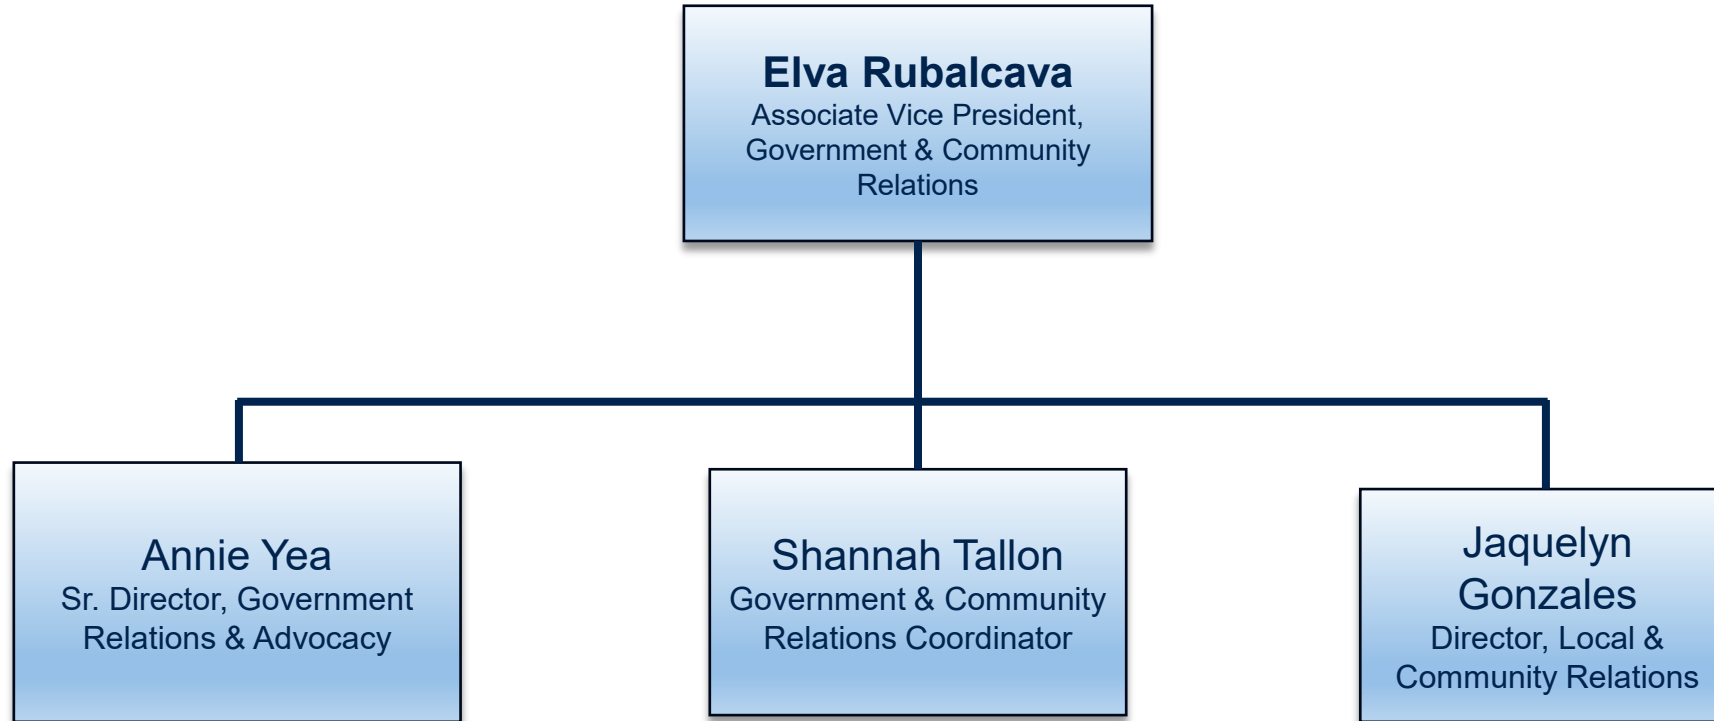 Elva Rubalcava
Associate Vice President,
Government & Community
Relations
Annie Yea
Sr. Director, Government
Relations & Advocacy
Shannah Tallon
Government & Community
Relations Coordinator
Jaquelyn
Gonzales
Director, Local &
Community Relations